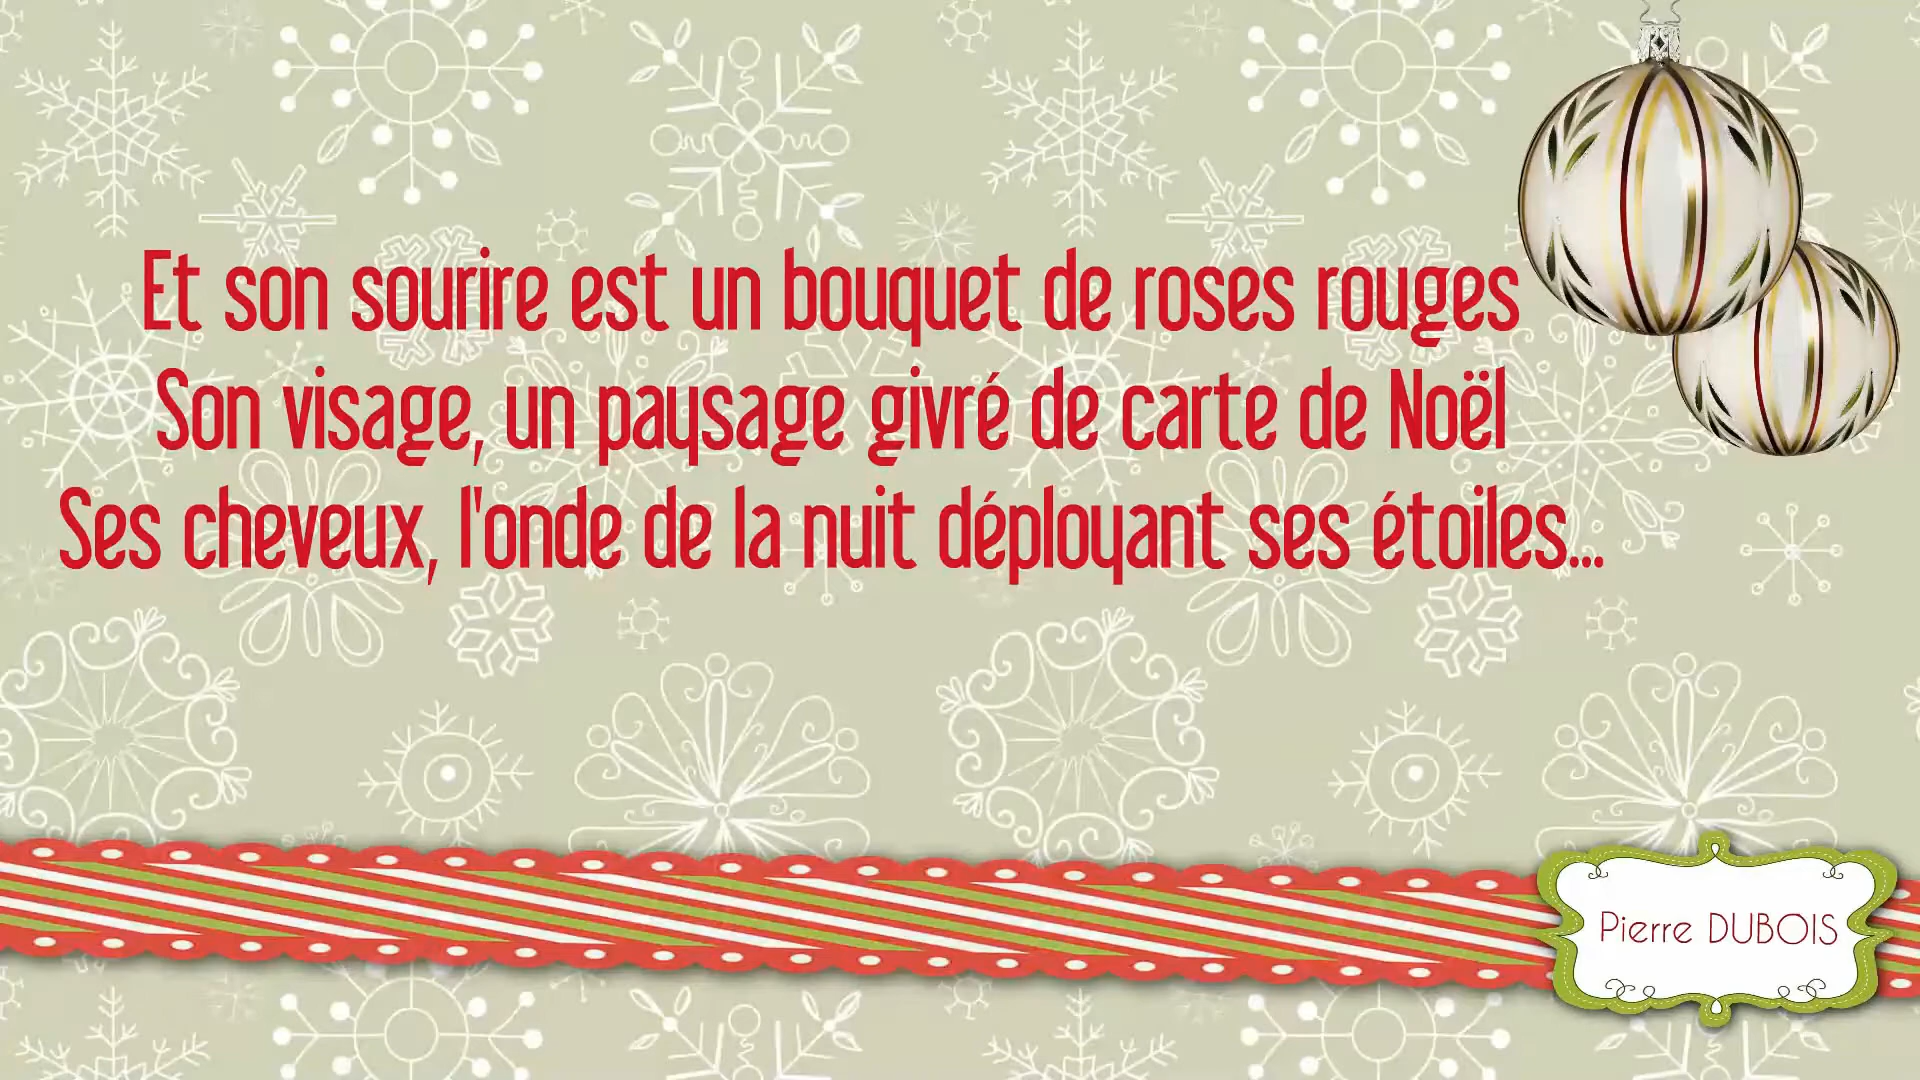 Et son sourire est un bouquet de roses rouges
Son visage, un paysage givré de carte de Noël
Ses cheveux, l'onde de la nuit déployant ses étoiles...
Pierre DUBOIS